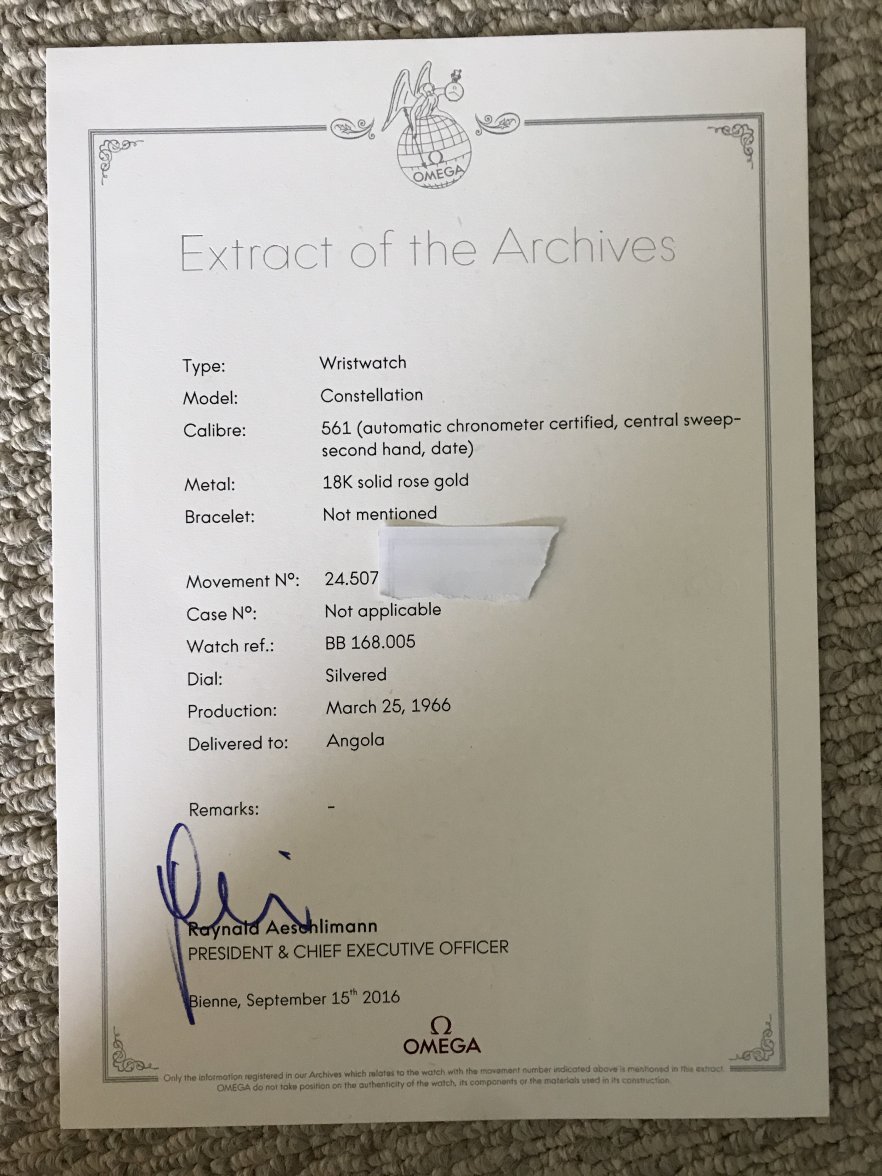 Ω
OMEGA
Extract of the Archives
Type: Wristwatch
Model: Constellation
Calibre: 561 (automatic chronometer certified, central sweep-
second hand, date)
Metal: 18K solid rose gold
Bracelet: Not mentioned
Movement Nº: 24.507
Case Nº: Not applicable
Watch ref.: BB 168.005
Dial: Silvered
Production: March 25, 1966
Delivered to: Angola
Remarks: -
Raynald Aeschlimann
PRESIDENT & CHIEF EXECUTIVE OFFICER
Bienne, September 15th 2016
Ω
OMEGA
Only the information registered in our Archives which relates to the watch with the movement number indicated above is mentioned in this extract.
OMEGA do not take position on the authenticity of the watch, its components or the materials used in its construction.